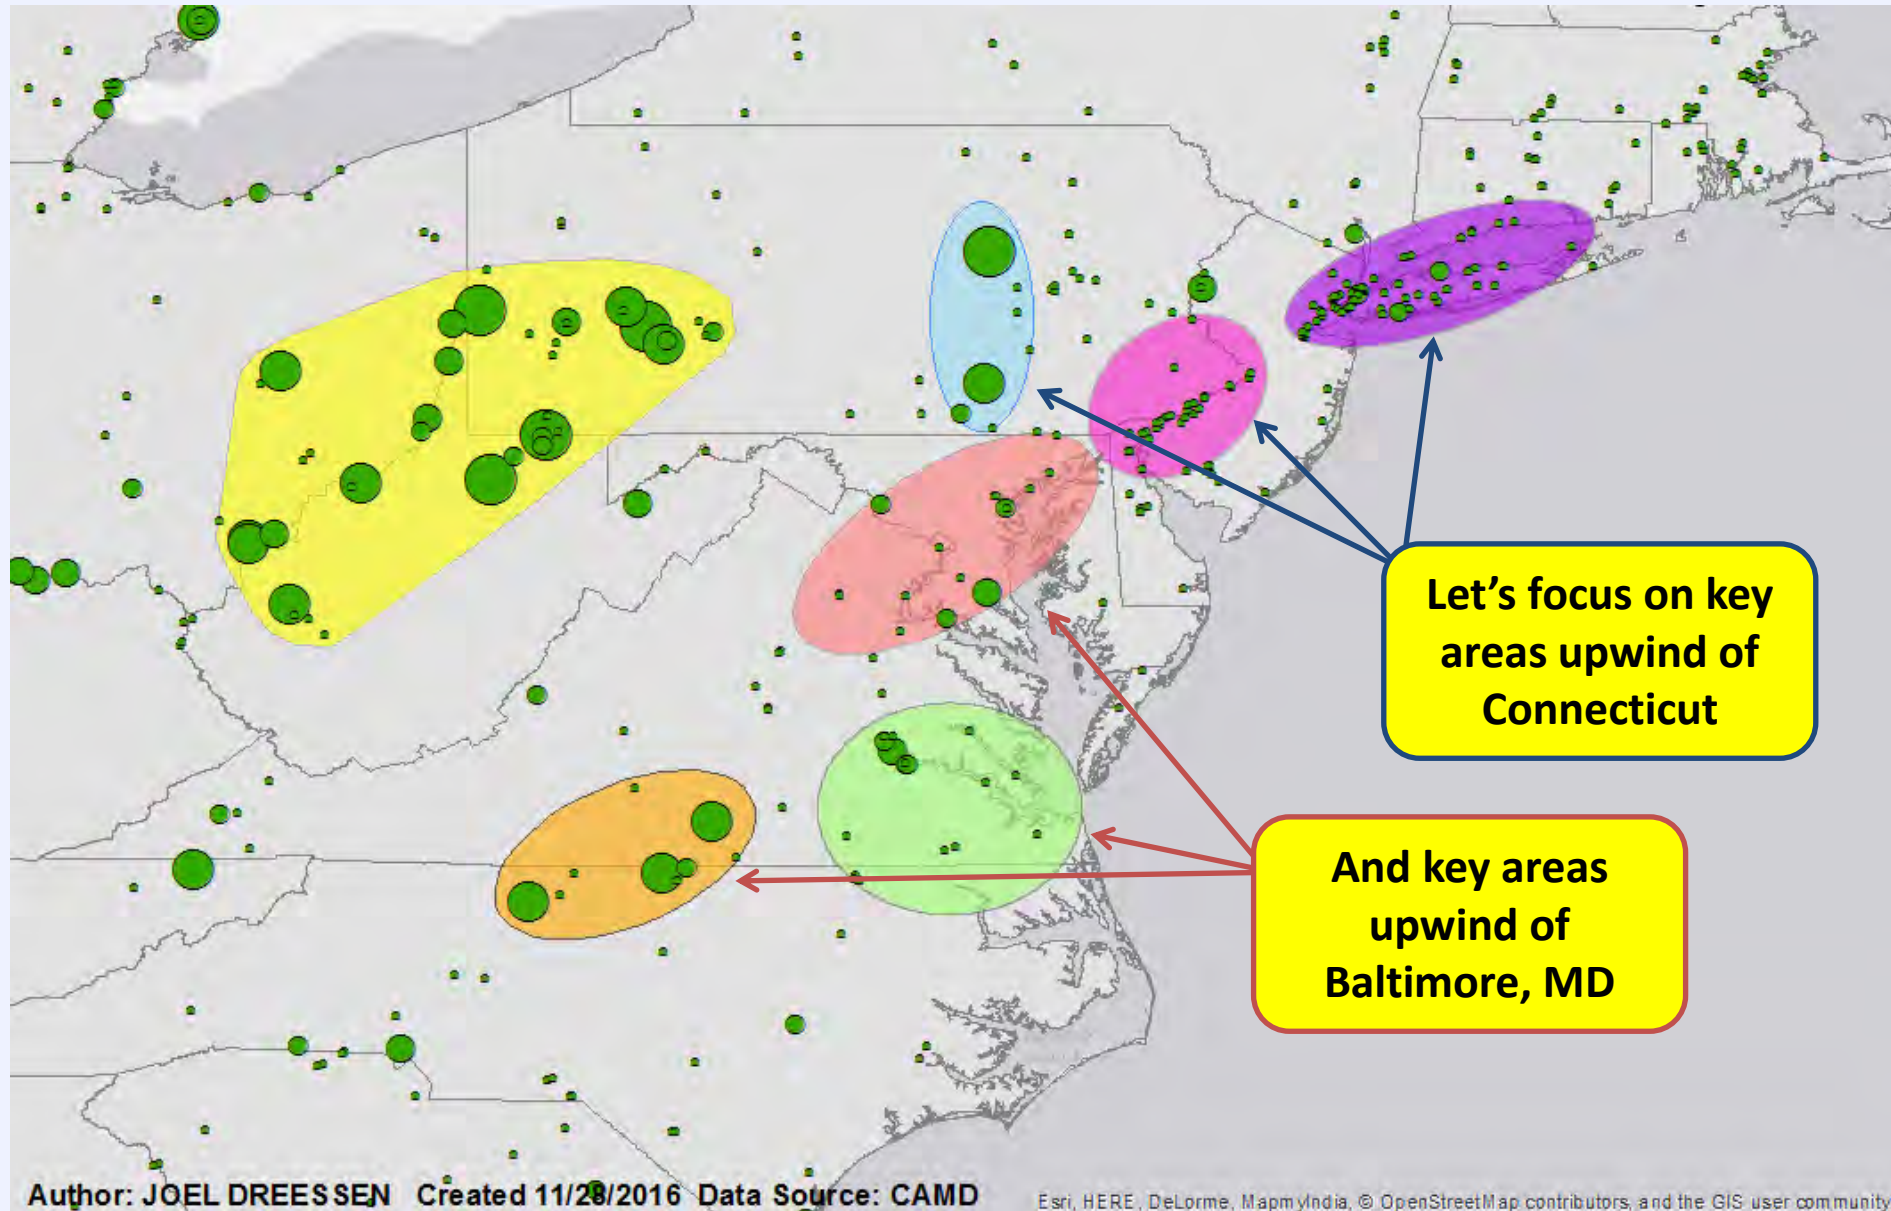 Let's focus on key
areas upwind of
Connecticut
And key areas
upwind of
Baltimore, MD
Author: JOEL DREESSEN   Created 11/28/2016  Data Source: CAMD
Esri, HERE, DeLorme, MapmyIndia, © OpenStreetMap contributors, and the GIS user community